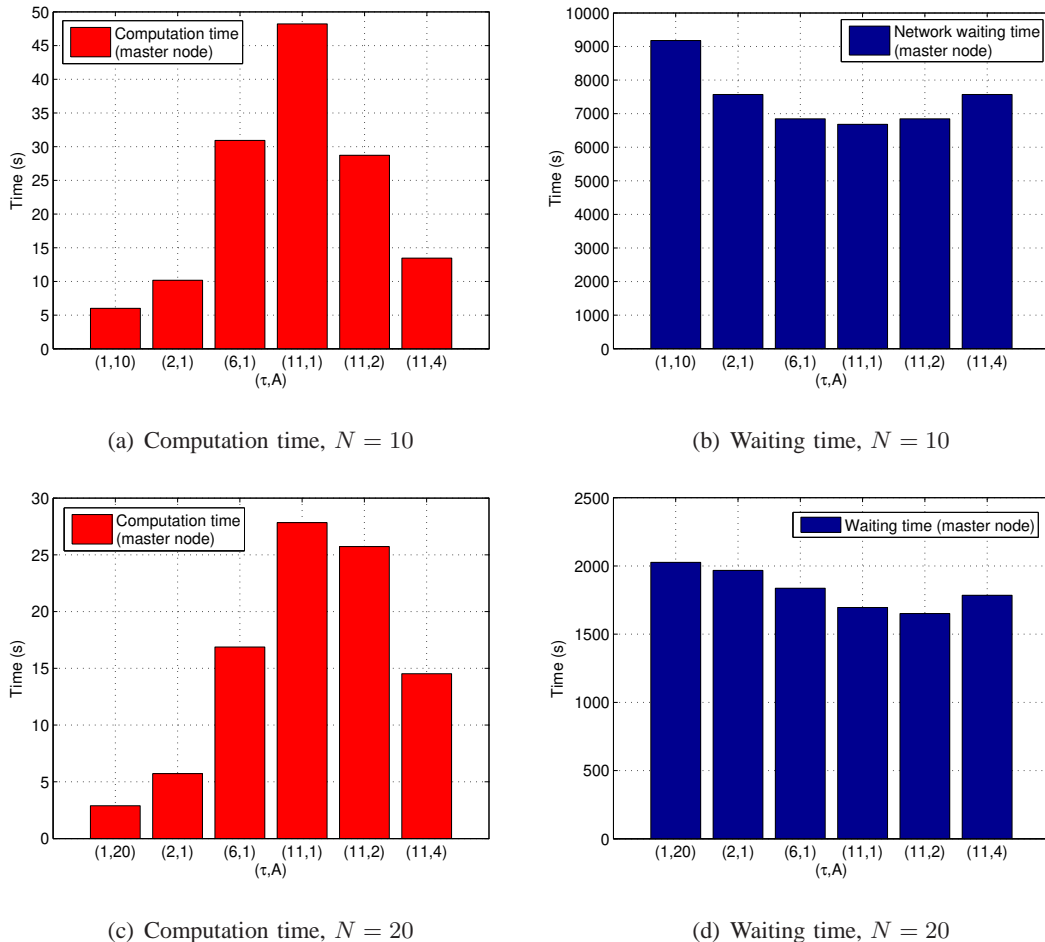 50
45
40
35
30
25
20
15
10
5
0
Time (s)
Computation time
(master node)
(1,10) (2,1) (6,1) (11,1) (11,2) (11,4)
(τ,A)
(a) Computation time, N = 10
10000
9000
8000
7000
6000
5000
4000
3000
2000
1000
0
Time (s)
Network waiting time
(master node)
(1,10) (2,1) (6,1) (11,1) (11,2) (11,4)
(τ,A)
(b) Waiting time, N = 10
30
25
20
15
10
5
0
Time (s)
Computation time
(master node)
(1,20) (2,1) (6,1) (11,1) (11,2) (11,4)
(τ,A)
(c) Computation time, N = 20
2500
2000
1500
1000
500
0
Time (s)
Waiting time (master node)
(1,20) (2,1) (6,1) (11,1) (11,2) (11,4)
(τ,A)
(d) Waiting time, N = 20